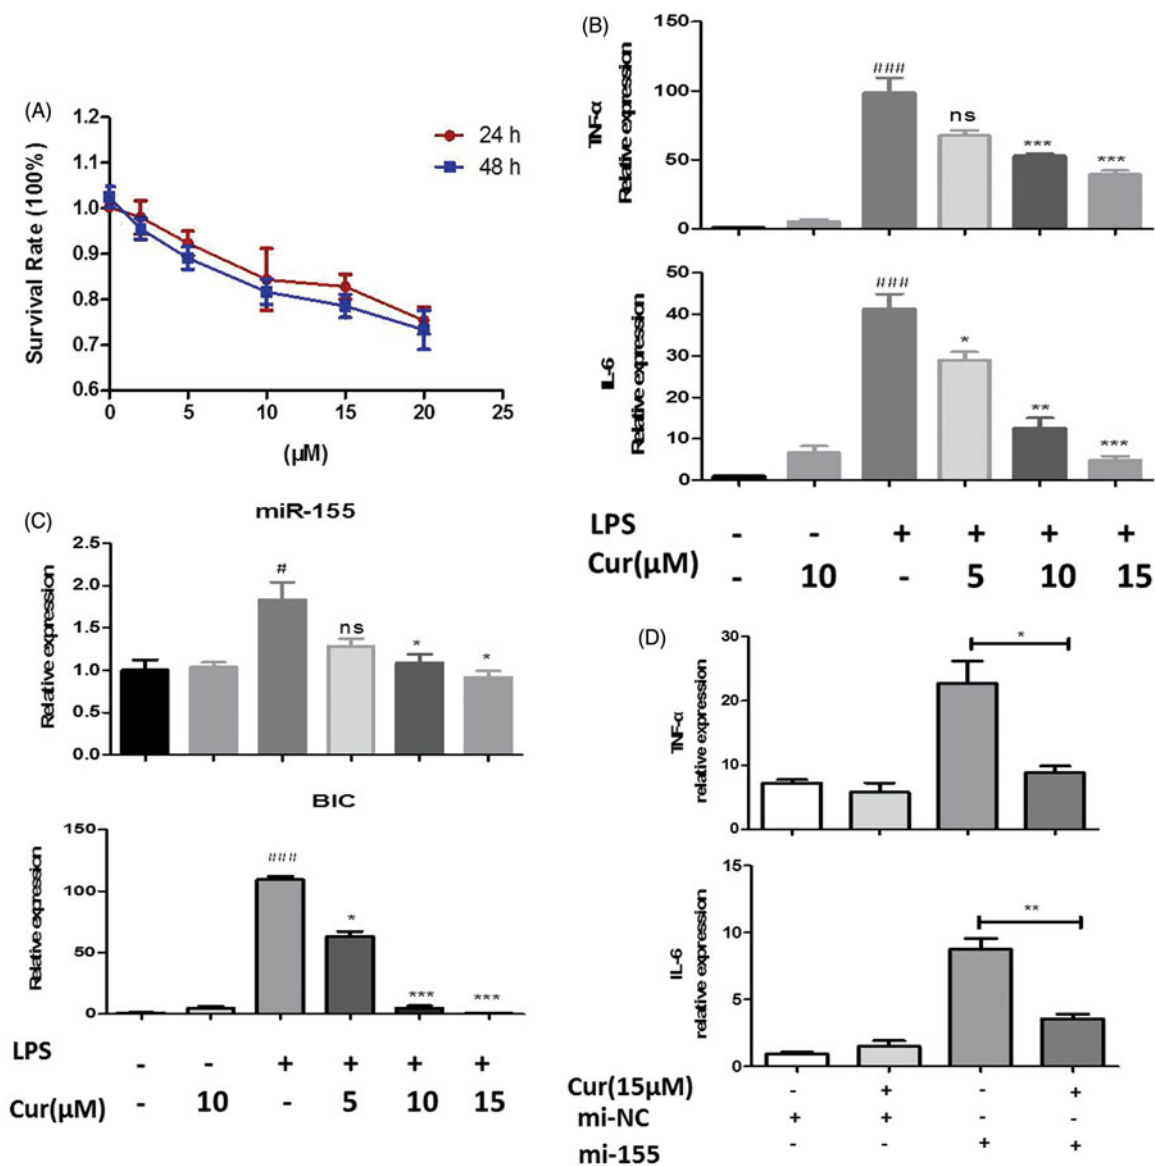 (A)
24 h
48 h
Survival Rate (100%)
1.2
1.1
1.0
0.9
0.8
0.7
0.6
0 5 10 15 20 25
(µM)
(B)
TNF-α
Relative expression
150
100
50
0
###
ns
***
***
IL-6
Relative expression
50
40
30
20
10
0
###
*
**
***
LPS - - + + + +
Cur(µM) - 10 - 5 10 15
(C)
miR-155
Relative expression
2.5
2.0
1.5
1.0
0.5
0.0
#
ns
*
*
BIC
Relative expression
150
100
50
0
###
*
***
***
LPS - - + + + +
Cur(µM) - 10 - 5 10 15
(D)
TNF-α
relative expression
30
20
10
0
*
IL-6
relative expression
15
10
5
0
**
Cur(15µM) - + - +
mi-NC + + - -
mi-155 - - + +